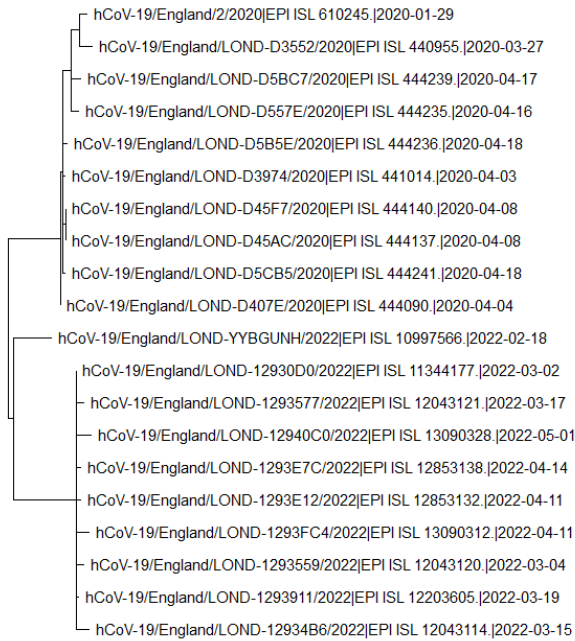 hCoV-19/England/2/2020|EPI ISL 610245.|2020-01-29
hCoV-19/England/LOND-D3552/2020|EPI ISL 440955.|2020-03-27
hCoV-19/England/LOND-D5BC7/2020|EPI ISL 444239.|2020-04-17
hCoV-19/England/LOND-D557E/2020|EPI ISL 444235.|2020-04-16
hCoV-19/England/LOND-D5B5E/2020|EPI ISL 444236.|2020-04-18
hCoV-19/England/LOND-D3974/2020|EPI ISL 441014.|2020-04-03
hCoV-19/England/LOND-D45F7/2020|EPI ISL 444140.|2020-04-08
hCoV-19/England/LOND-D45AC/2020|EPI ISL 444137.|2020-04-08
hCoV-19/England/LOND-D5CB5/2020|EPI ISL 444241.|2020-04-18
hCoV-19/England/LOND-D407E/2020|EPI ISL 444090.|2020-04-04
hCoV-19/England/LOND-YYBGUNH/2022|EPI ISL 10997566.|2022-02-18
hCoV-19/England/LOND-12930D0/2022|EPI ISL 11344177.|2022-03-02
hCoV-19/England/LOND-1293577/2022|EPI ISL 12043121.|2022-03-17
hCoV-19/England/LOND-12940C0/2022|EPI ISL 13090328.|2022-05-01
hCoV-19/England/LOND-1293E7C/2022|EPI ISL 12853138.|2022-04-14
hCoV-19/England/LOND-1293E12/2022|EPI ISL 12853132.|2022-04-11
hCoV-19/England/LOND-1293FC4/2022|EPI ISL 13090312.|2022-04-11
hCoV-19/England/LOND-1293559/2022|EPI ISL 12043120.|2022-03-04
hCoV-19/England/LOND-1293911/2022|EPI ISL 12203605.|2022-03-19
hCoV-19/England/LOND-12934B6/2022|EPI ISL 12043114.|2022-03-15